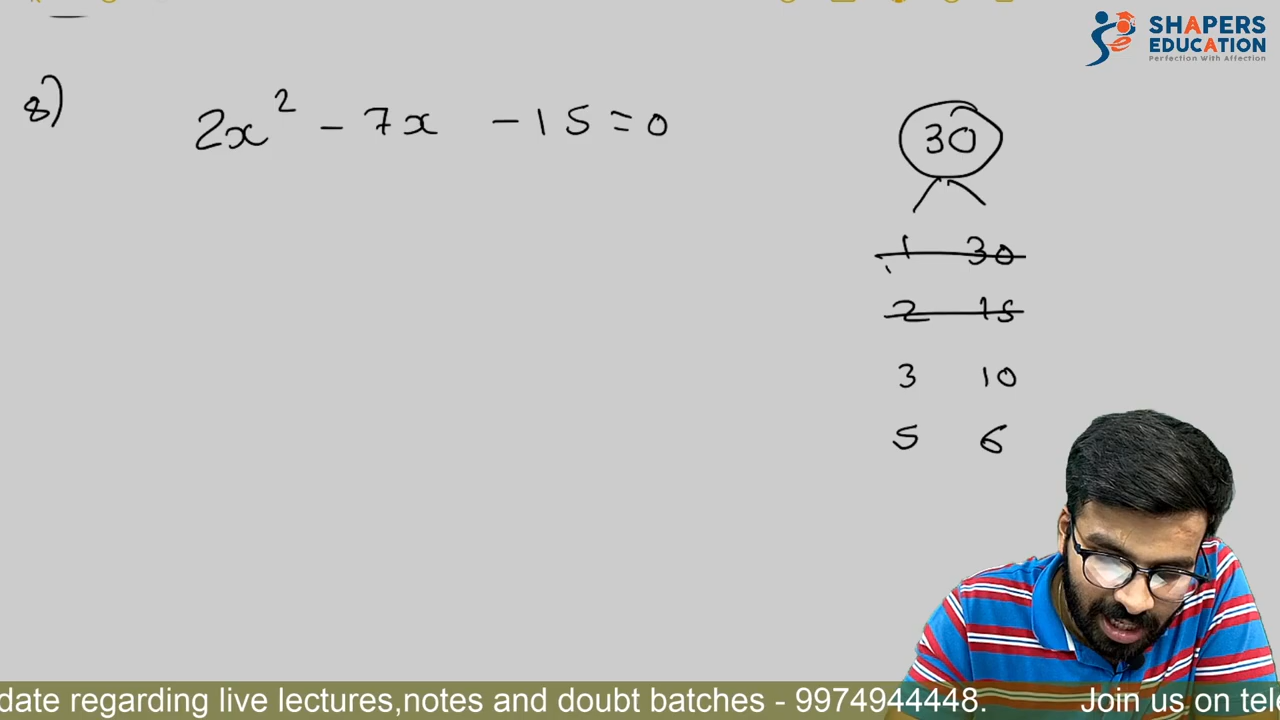 SHAPERS
EDUCATION
Perfection With Affection
8)
2x² - 7x - 15 = 0
30
1 30
2 15
3 10
5 6
date regarding live lectures,notes and doubt batches - 9974944448. Join us on tele